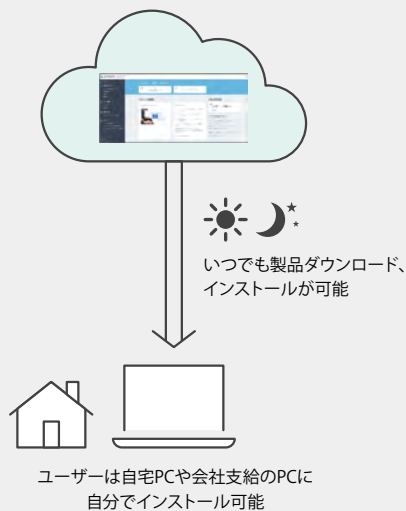 いつでも製品ダウンロード、
インストールが可能
ユーザーは自宅PCや会社支給のPCに
自分でインストール可能